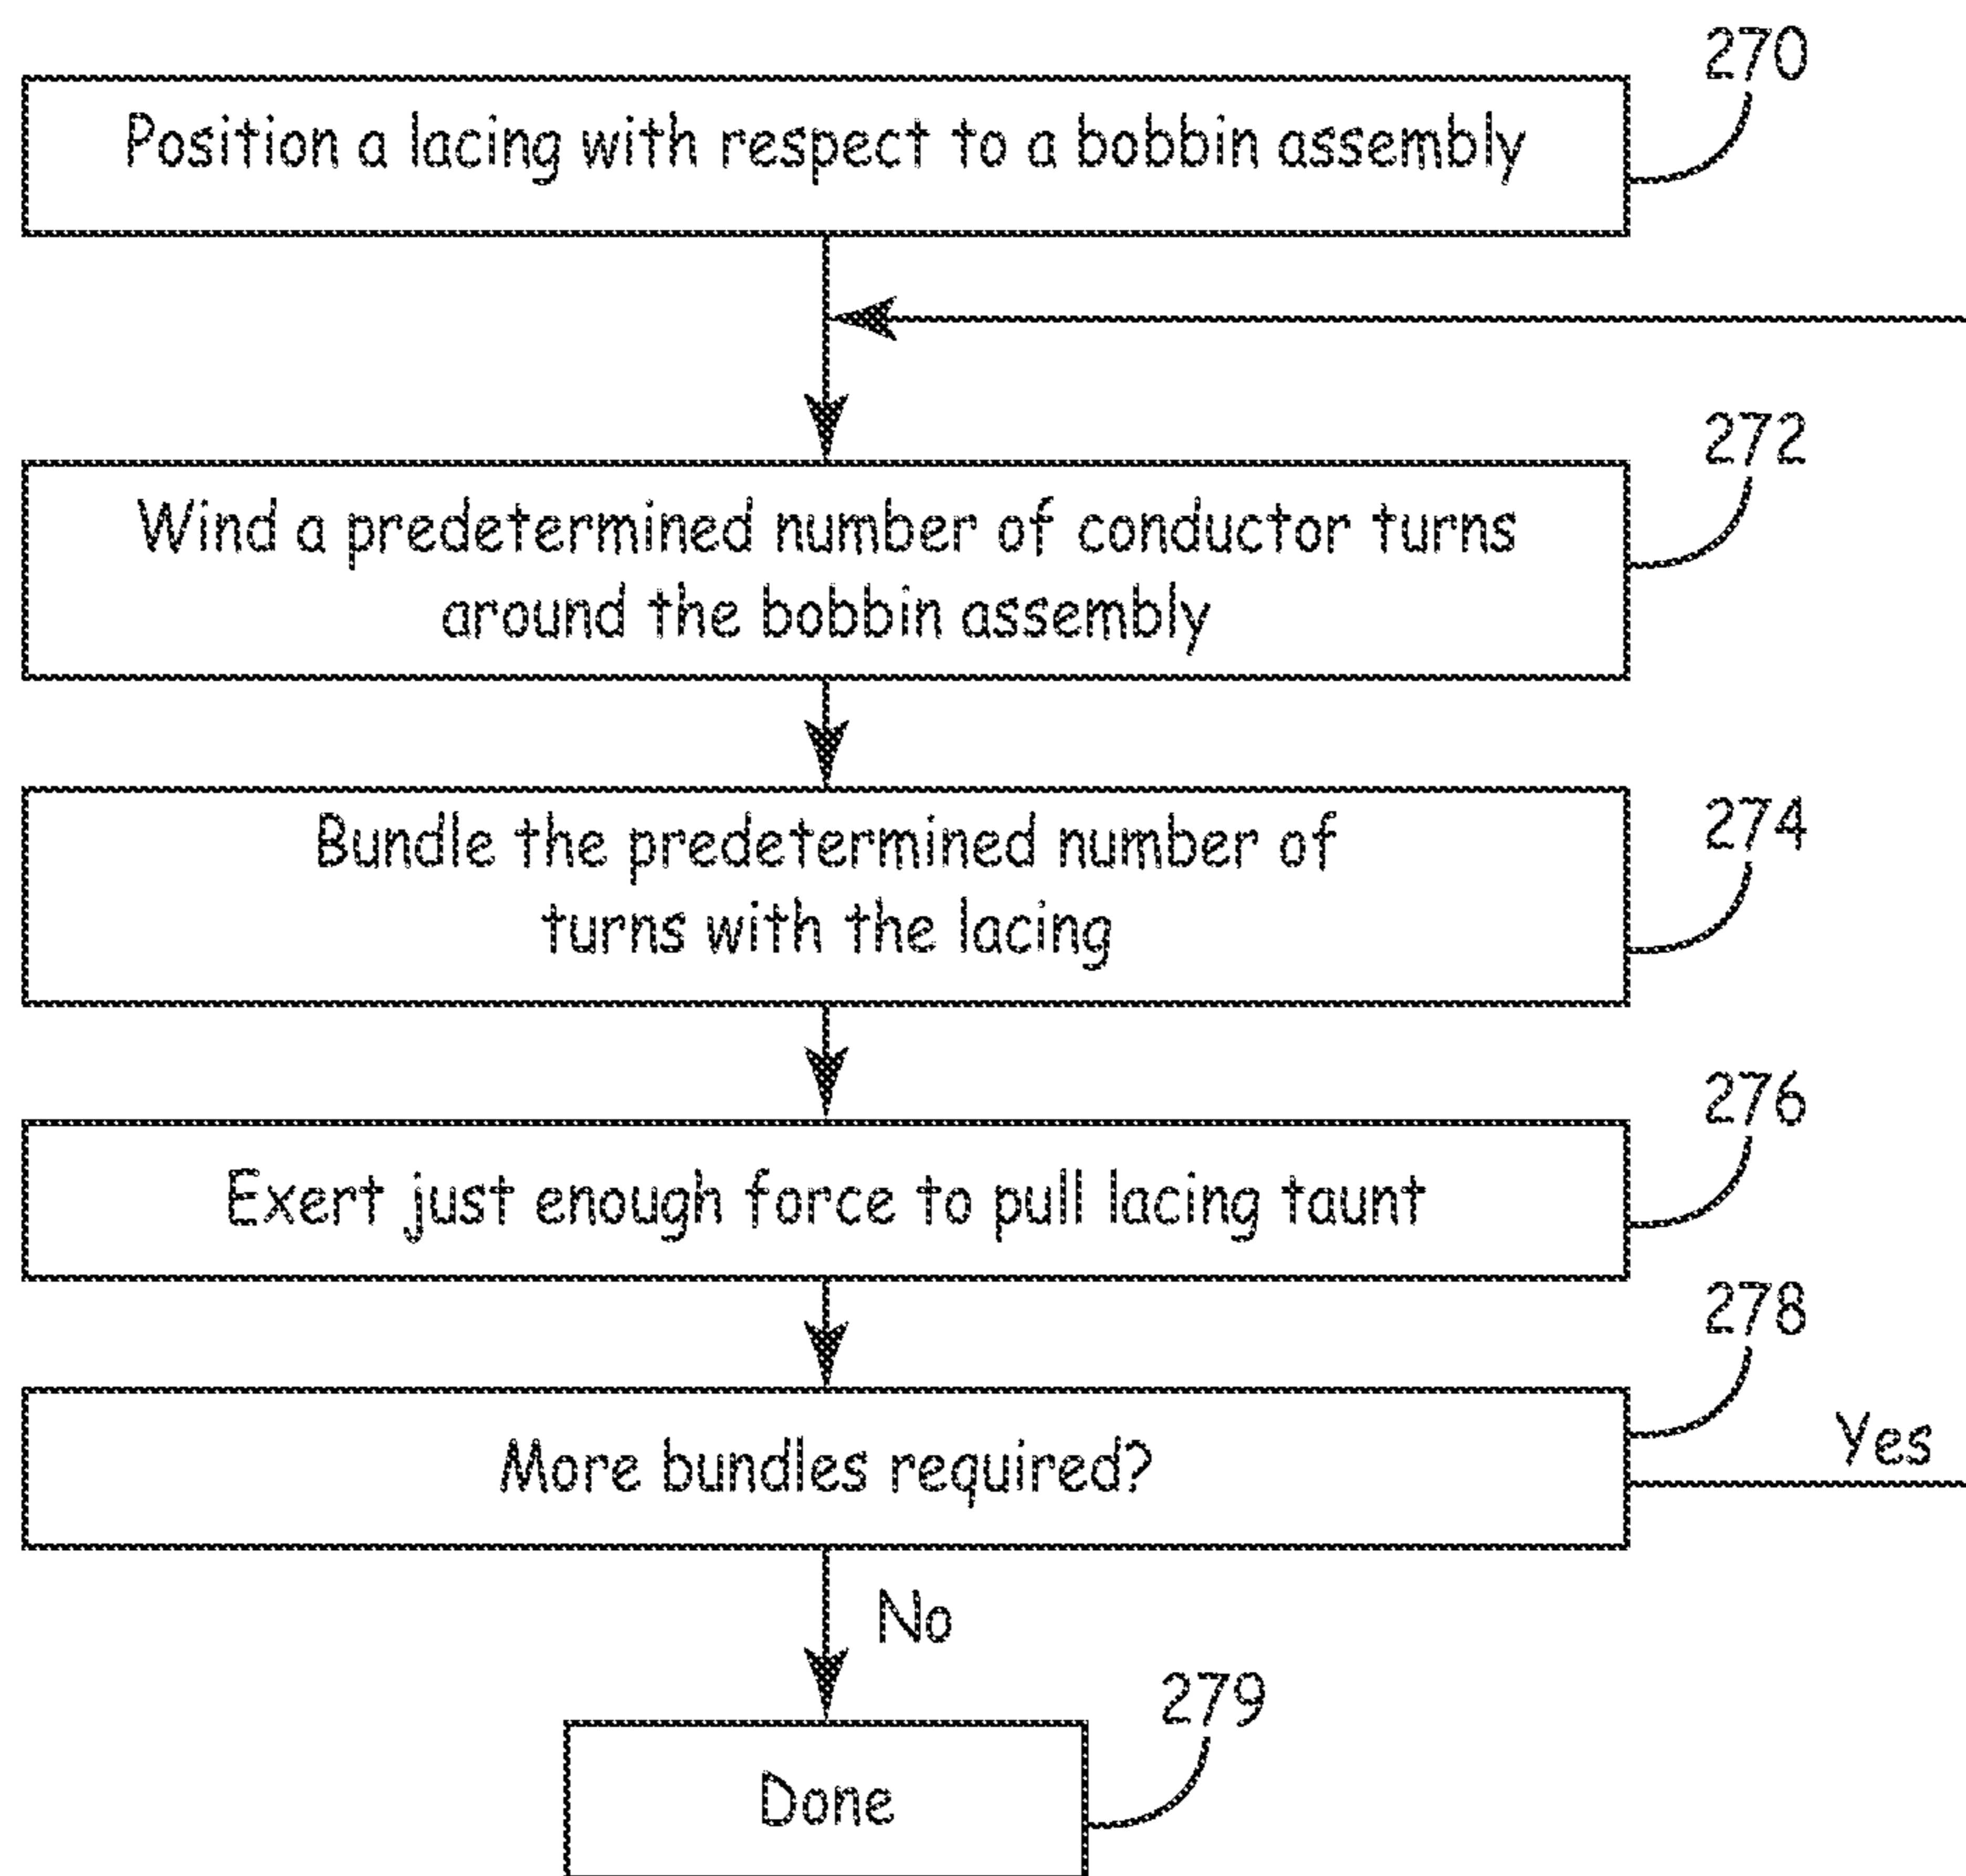 270
Position a lacing with respect to a bobbin assembly
272
Wind a predetermined number of conductor turns
around the bobbin assembly
274
Bundle the predetermined number of
turns with the lacing
276
Exert just enough force to pull lacing taunt
278
More bundles required?
Yes
No
279
Done